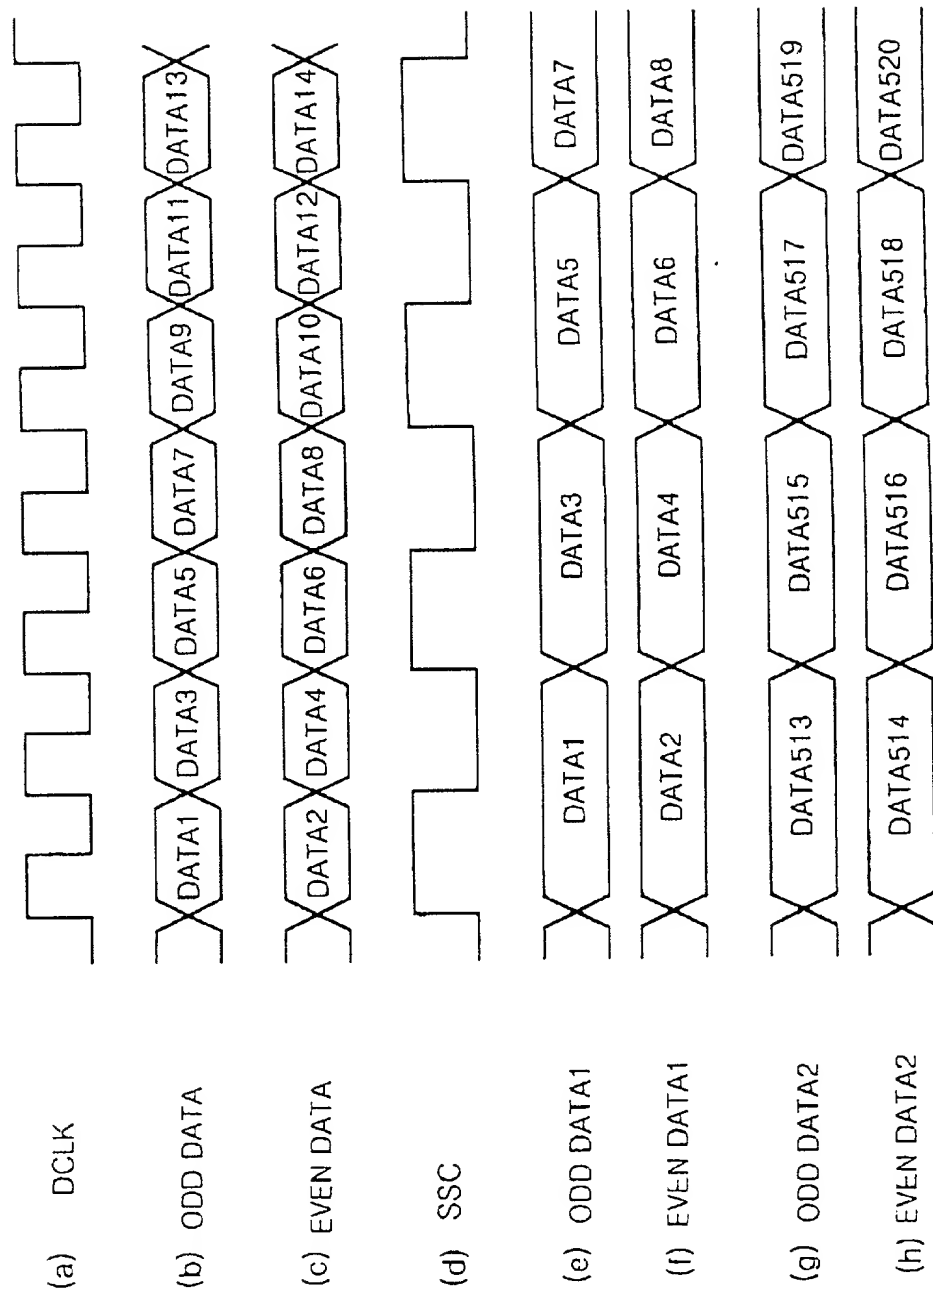 (a) DCLK
(b) ODD DATA DATA1 DATA3 DATA5 DATA7 DATA9 DATA11 DATA13
(c) EVEN DATA DATA2 DATA4 DATA6 DATA8 DATA10 DATA12 DATA14
(d) SSC
(e) ODD DATA1 DATA1 DATA3 DATA5 DATA7
(f) EVEN DATA1 DATA2 DATA4 DATA6 DATA8
(g) ODD DATA2 DATA513 DATA515 DATA517 DATA519
(h) EVEN DATA2 DATA514 DATA516 DATA518 DATA520